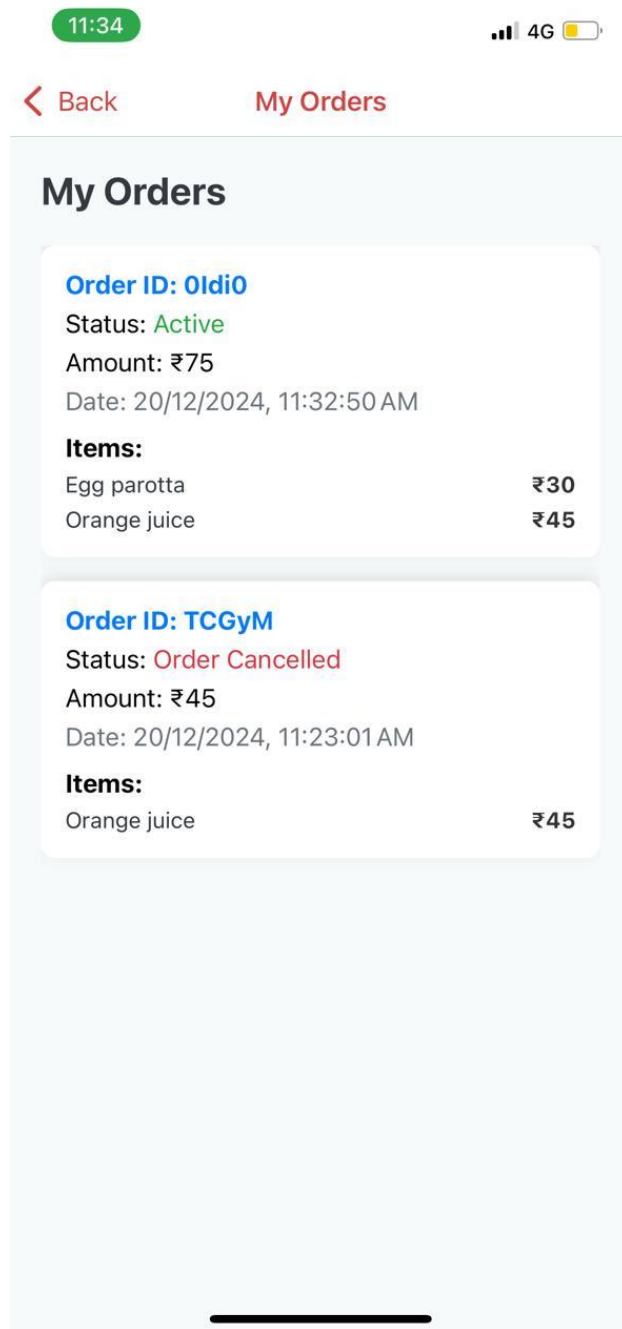 11:34
4G
Back
My Orders
My Orders
Order ID: 0Idi0
Status: Active
Amount: ₹75
Date: 20/12/2024, 11:32:50 AM
Items:
Egg parotta ₹30
Orange juice ₹45
Order ID: TCGyM
Status: Order Cancelled
Amount: ₹45
Date: 20/12/2024, 11:23:01 AM
Items:
Orange juice ₹45